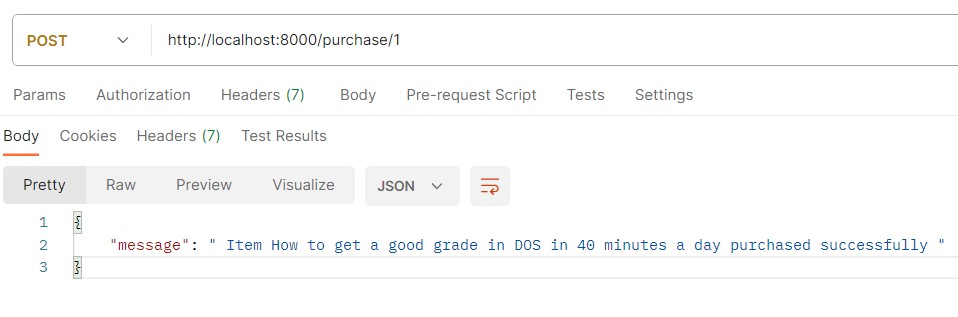 POST http://localhost:8000/purchase/1
Params Authorization Headers (7) Body Pre-request Script Tests Settings
Body Cookies Headers (7) Test Results
Pretty Raw Preview Visualize JSON
1 {
2 "message": " Item How to get a good grade in DOS in 40 minutes a day purchased successfully "
3 }